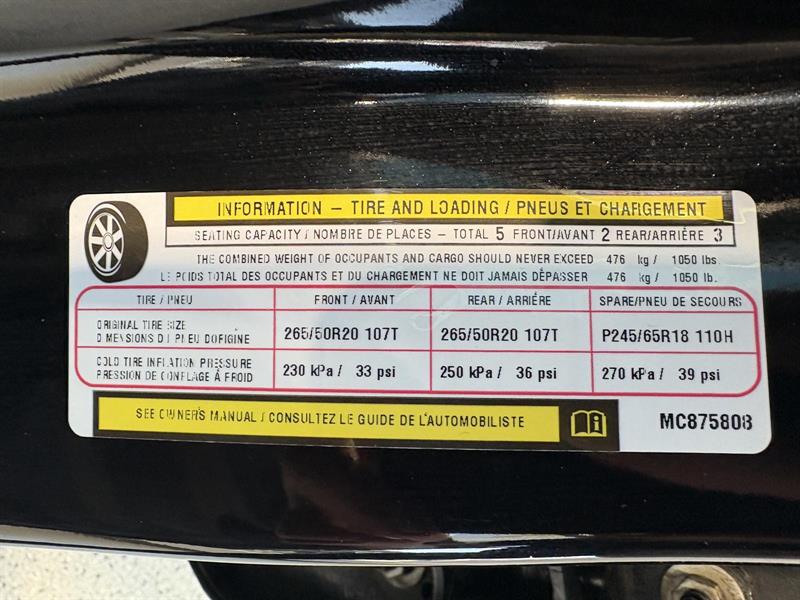 INFORMATION – TIRE AND LOADING / PNEUS ET CHARGEMENT
SEATING CAPACITY / NOMBRE DE PLACES – TOTAL 5 FRONT/AVANT 2 REAR/ARRIÉRE 3
THE COMBINED WEIGHT OF OCCUPANTS AND CARGO SHOULD NEVER EXCEED 476 kg / 1050 lbs.
LE POIDS TOTAL DES OCCUPANTS ET DU CHARGEMENT NE DOIT JAMAIS DÉPASSER 476 kg / 1050 lb.
TIRE / PNEU FRONT / AVANT REAR / ARRIÉRE SPARE/PNEU DE SECOURS
ORIGINAL TIRE SIZE
DIMENSIONS DU PNEU DOFIGINE
265/50R20 107T 265/50R20 107T P245/65R18 110H
COLD TIRE INFLATION PRESSURE
PRESSION DE GONFLAGE À FROID
230 kPa / 33 psi 250 kPa / 36 psi 270 kPa / 39 psi
SEE OWNER'S MANUAL / CONSULTEZ LE GUIDE DE L'AUTOMOBILISTE
MC875808